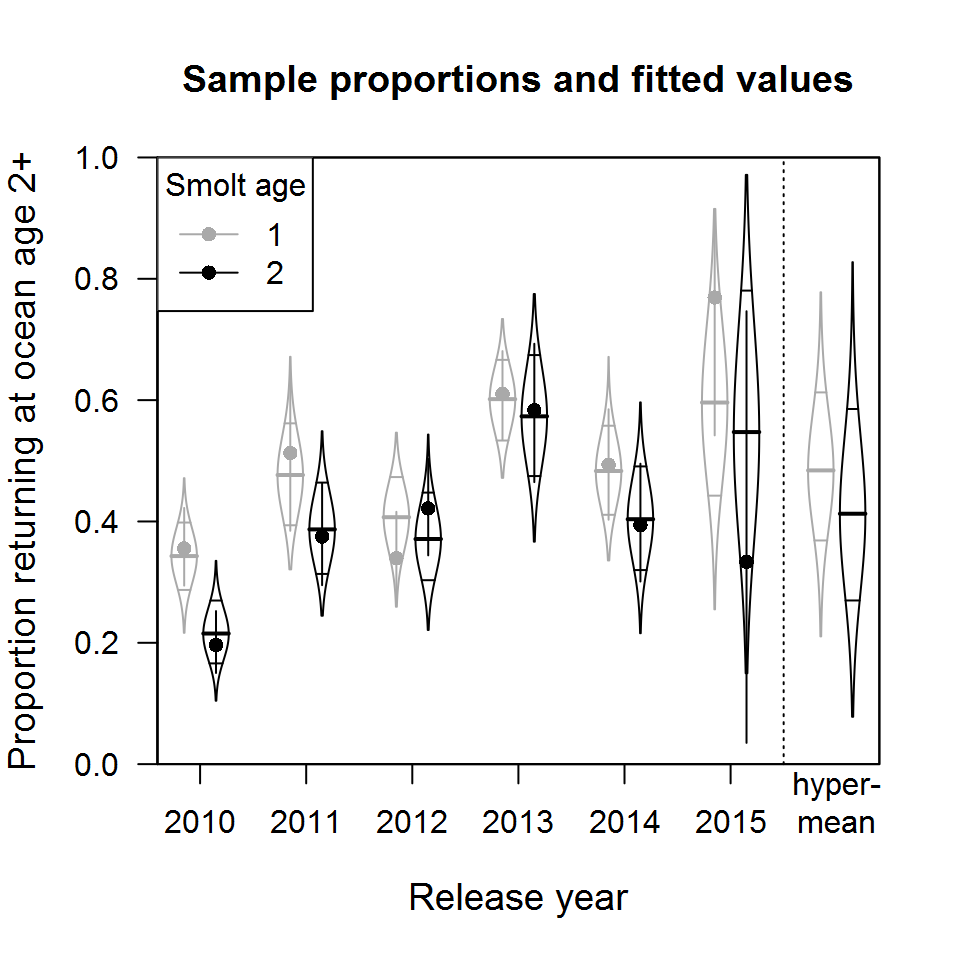 Sample proportions and fitted values
Proportion returning at ocean age 2+
1.0
0.8
0.6
0.4
0.2
0.0
Smolt age
1
2
2010 2011 2012 2013 2014 2015
hyper-
mean
Release year